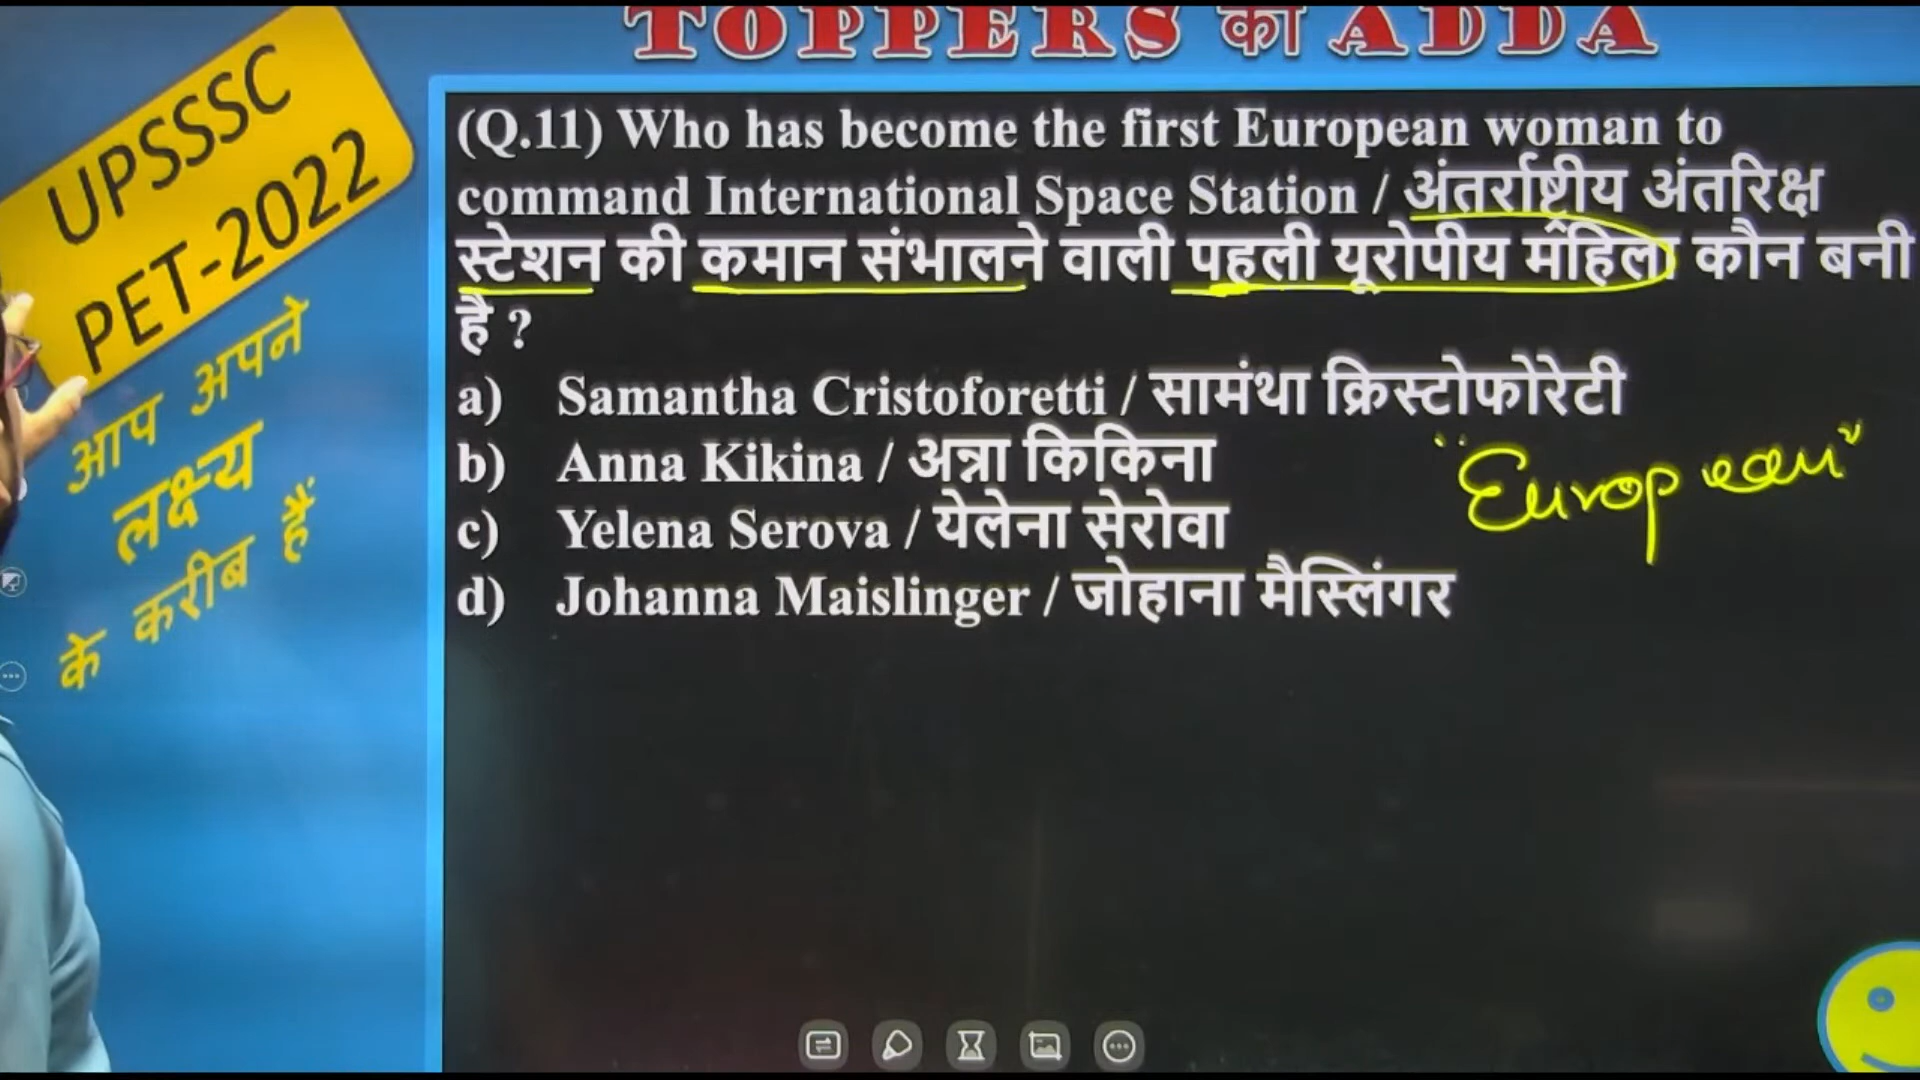 TOPPERS का ADDA
UPSSSC
PET-2022
आप अपने
लक्ष्य
के करीब हैं
(Q.11) Who has become the first European woman to
command International Space Station / अंतर्राष्ट्रीय अंतरिक्ष
स्टेशन की कमान संभालने वाली पहली यूरोपीय महिला कौन बनी
है ?
a) Samantha Cristoforetti / सामंथा क्रिस्टोफोरेटी
b) Anna Kikina / अन्ना किकिना
c) Yelena Serova / येलेना सेरोवा
d) Johanna Maislinger / जोहाना मैस्लिंगर
"European"